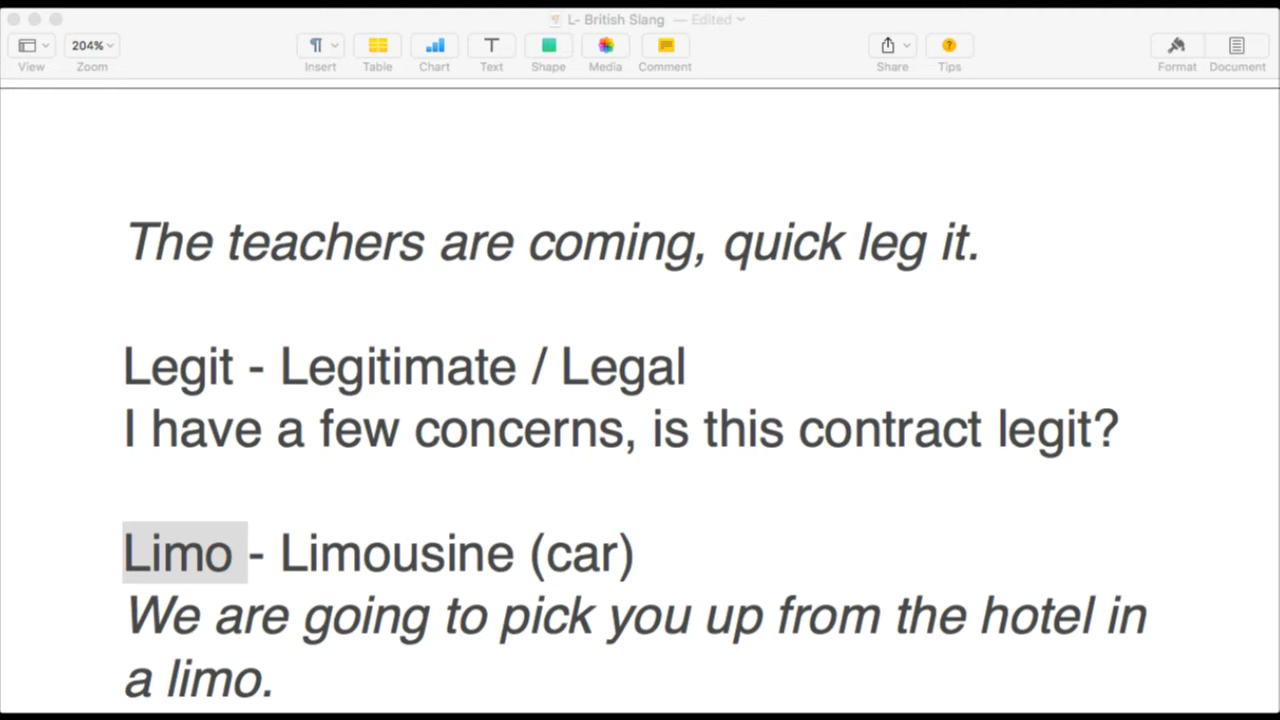 L- British Slang — Edited
204%
View Zoom Insert Table Chart Text Shape Media Comment Share Tips Format Document
The teachers are coming, quick leg it.
Legit - Legitimate / Legal
I have a few concerns, is this contract legit?
Limo - Limousine (car)
We are going to pick you up from the hotel in
a limo.